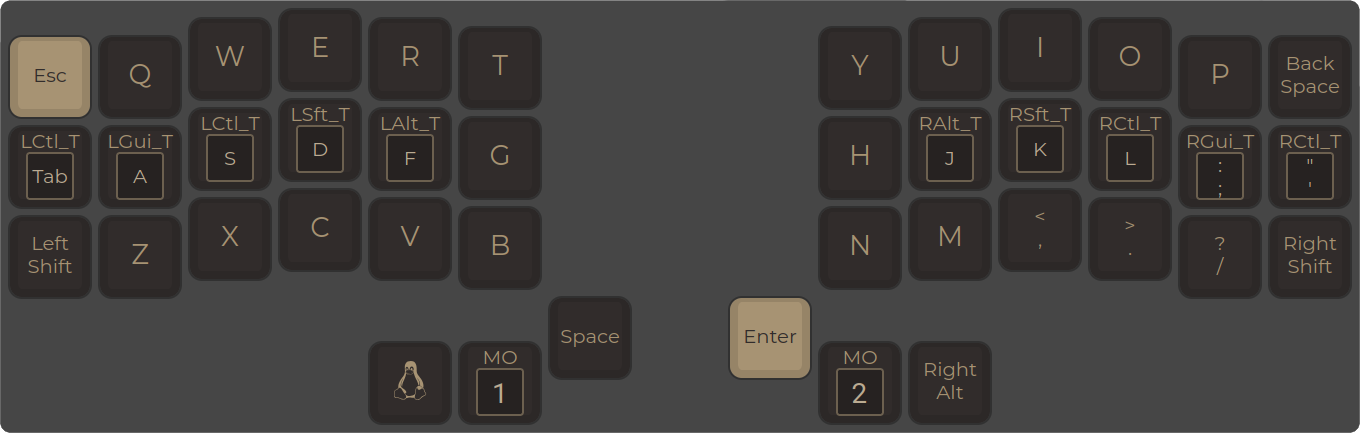 Esc
Q
W
E
R
T
Y
U
I
O
P
Back
Space
LCtl_T
Tab
LGui_T
A
LCtl_T
S
LSft_T
D
LAlt_T
F
G
H
RAlt_T
J
RSft_T
K
RCtl_T
L
RGui_T
:
;
RCtl_T
"
'
Left
Shift
Z
X
C
V
B
N
M
<
,
>
.
?
/
Right
Shift
MO
1
Space
Enter
MO
2
Right
Alt